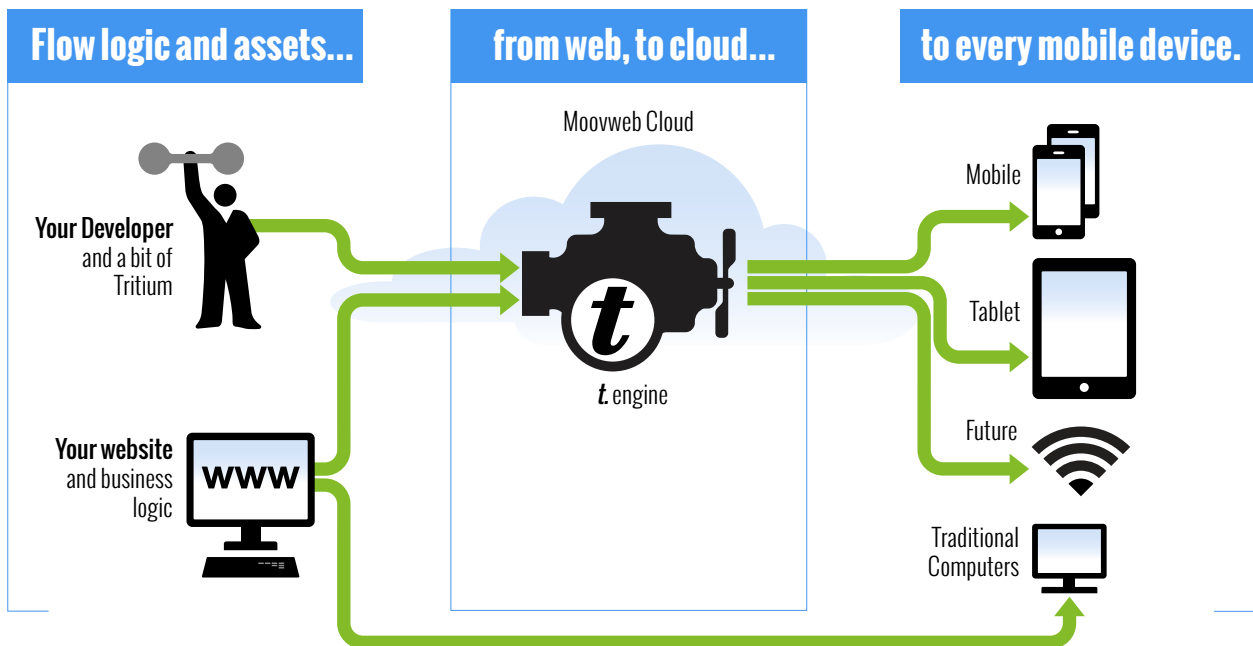 Flow logic and assets...
from web, to cloud...
to every mobile device.
Moovweb Cloud
Your Developer
and a bit of
Tritium
t
t. engine
Your website
and business
logic
WWW
Mobile
Tablet
Future
Traditional
Computers